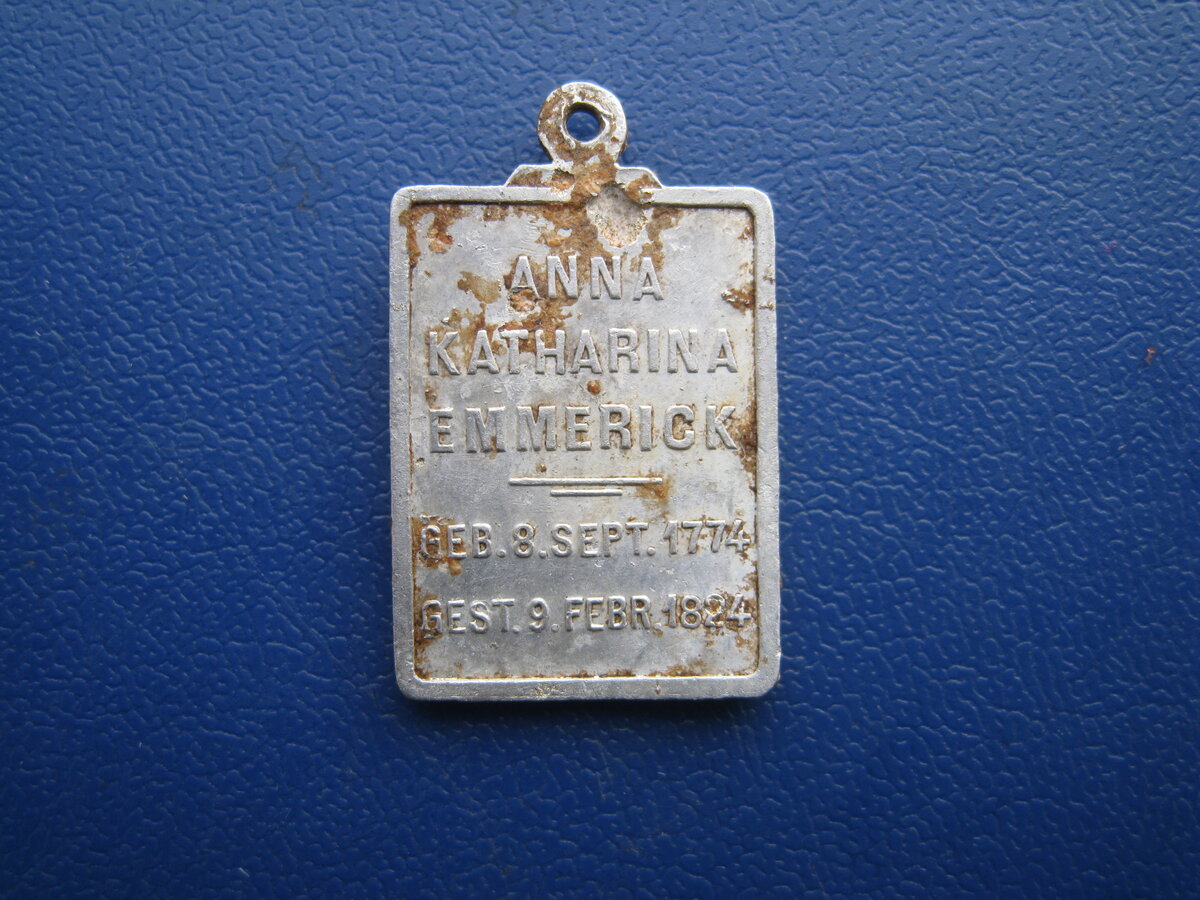 ANNA
KATHARINA
EMMERICK
GEB. 8. SEPT. 1774
GEST. 9. FEBR. 1824